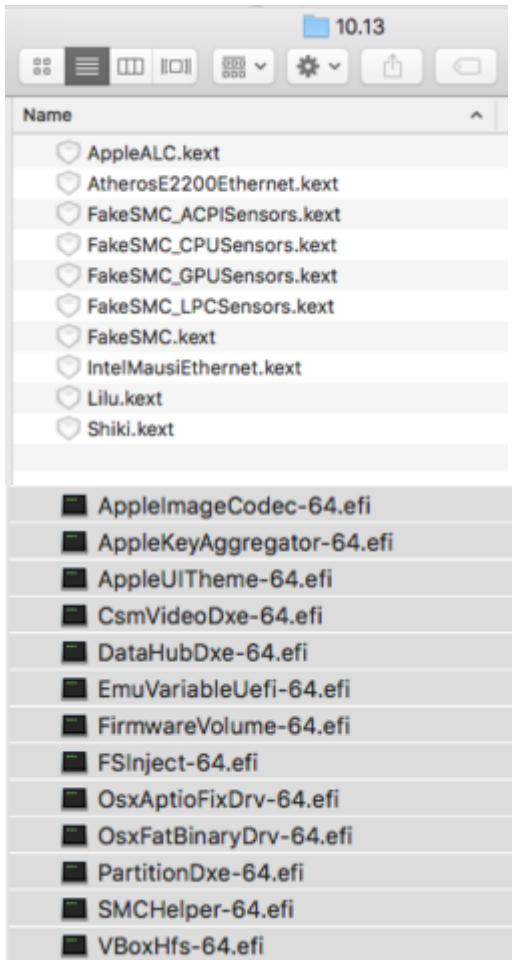 10.13
Name
AppleALC.kext
AtherosE2200Ethernet.kext
FakeSMC_ACPISensors.kext
FakeSMC_CPUSensors.kext
FakeSMC_GPUSensors.kext
FakeSMC_LPCSensors.kext
FakeSMC.kext
IntelMausiEthernet.kext
Lilu.kext
Shiki.kext
AppleImageCodec-64.efi
AppleKeyAggregator-64.efi
AppleUITheme-64.efi
CsmVideoDxe-64.efi
DataHubDxe-64.efi
EmuVariableUefi-64.efi
FirmwareVolume-64.efi
FSInject-64.efi
OsxAptioFixDrv-64.efi
OsxFatBinaryDrv-64.efi
PartitionDxe-64.efi
SMCHelper-64.efi
VBoxHfs-64.efi